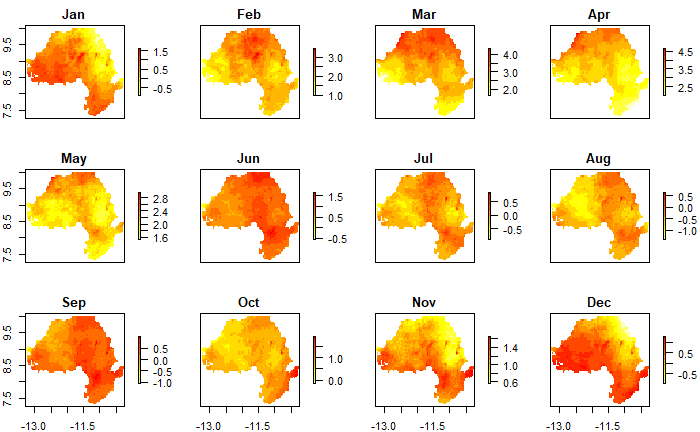 Jan Feb Mar Apr
9.5 8.5 7.5
1.5 0.5 -0.5
3.0 2.0 1.0
4.0 3.0 2.0
4.5 3.5 2.5
May Jun Jul Aug
9.5 8.5 7.5
2.8 2.4 2.0 1.6
1.5 0.5 -0.5
0.5 0.0 -0.5
0.5 0.0 -0.5 -1.0
Sep Oct Nov Dec
9.5 8.5 7.5
0.5 0.0 -0.5 -1.0
1.0 0.0
1.4 1.0 0.6
0.5 -0.5
-13.0 -11.5 -13.0 -11.5 -13.0 -11.5 -13.0 -11.5